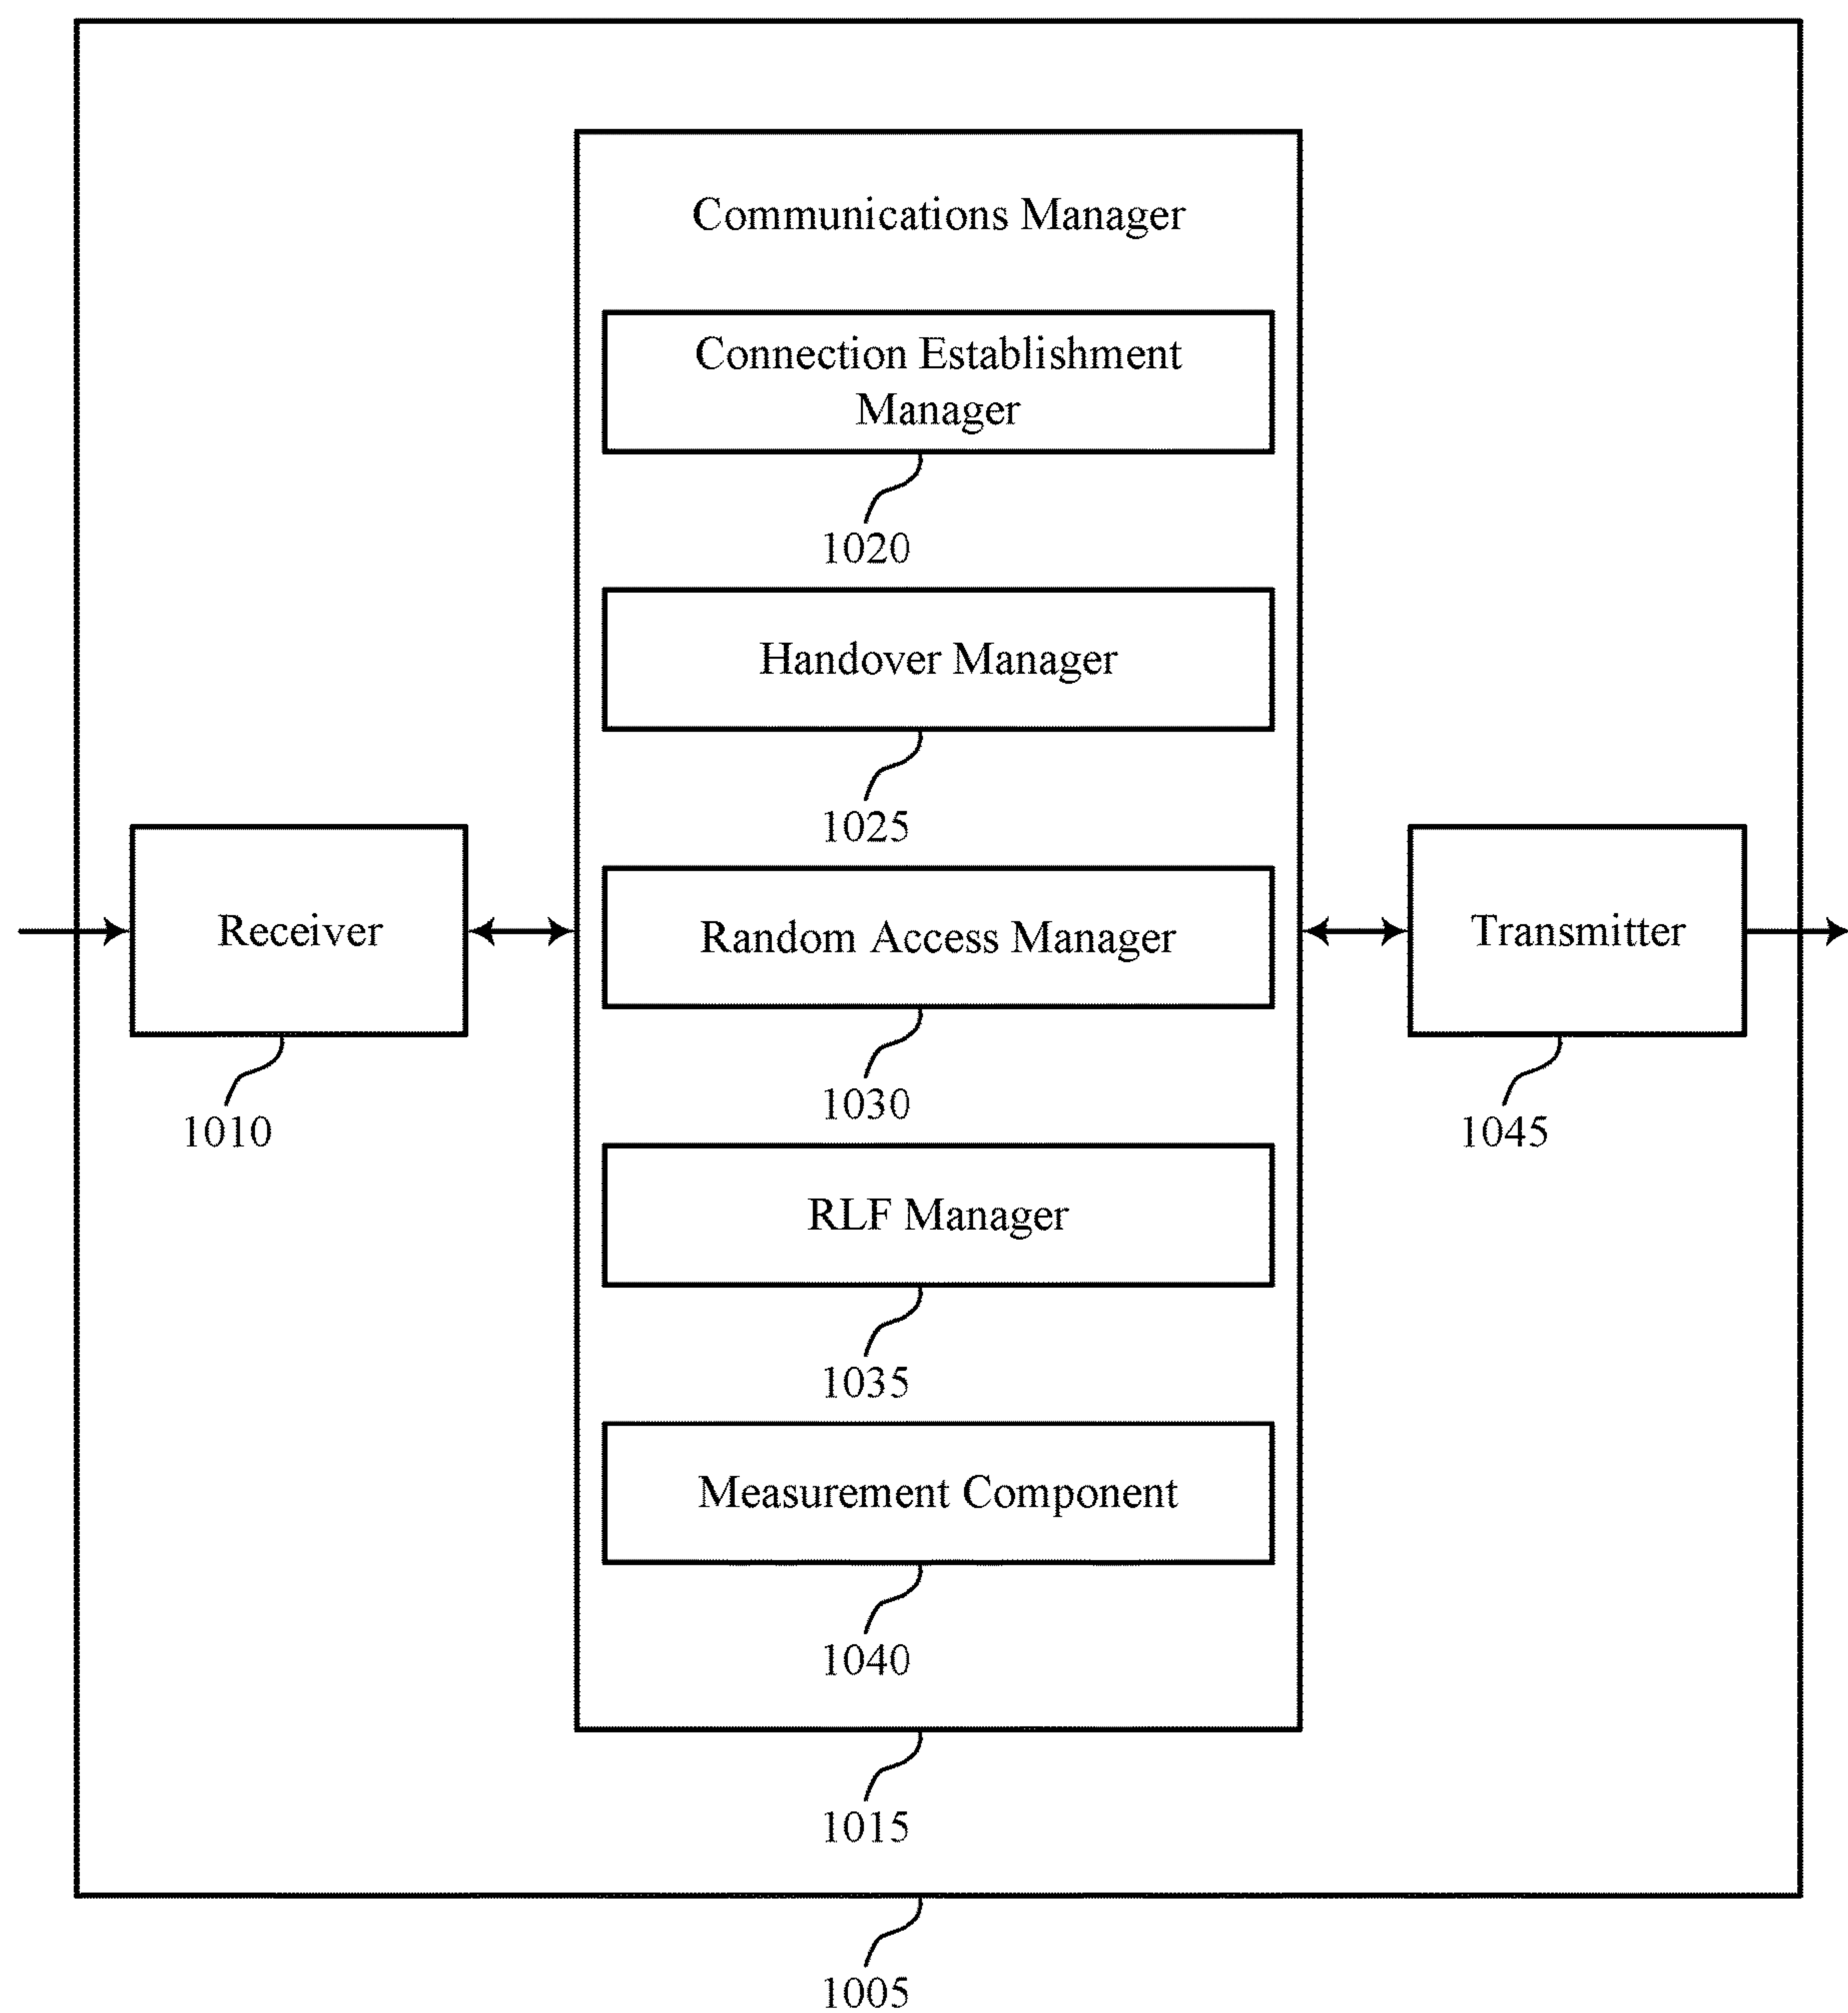 Communications Manager
Connection Establishment
Manager
1020
Handover Manager
1025
Receiver
1010
Random Access Manager
1030
Transmitter
1045
RLF Manager
1035
Measurement Component
1040
1015
1005